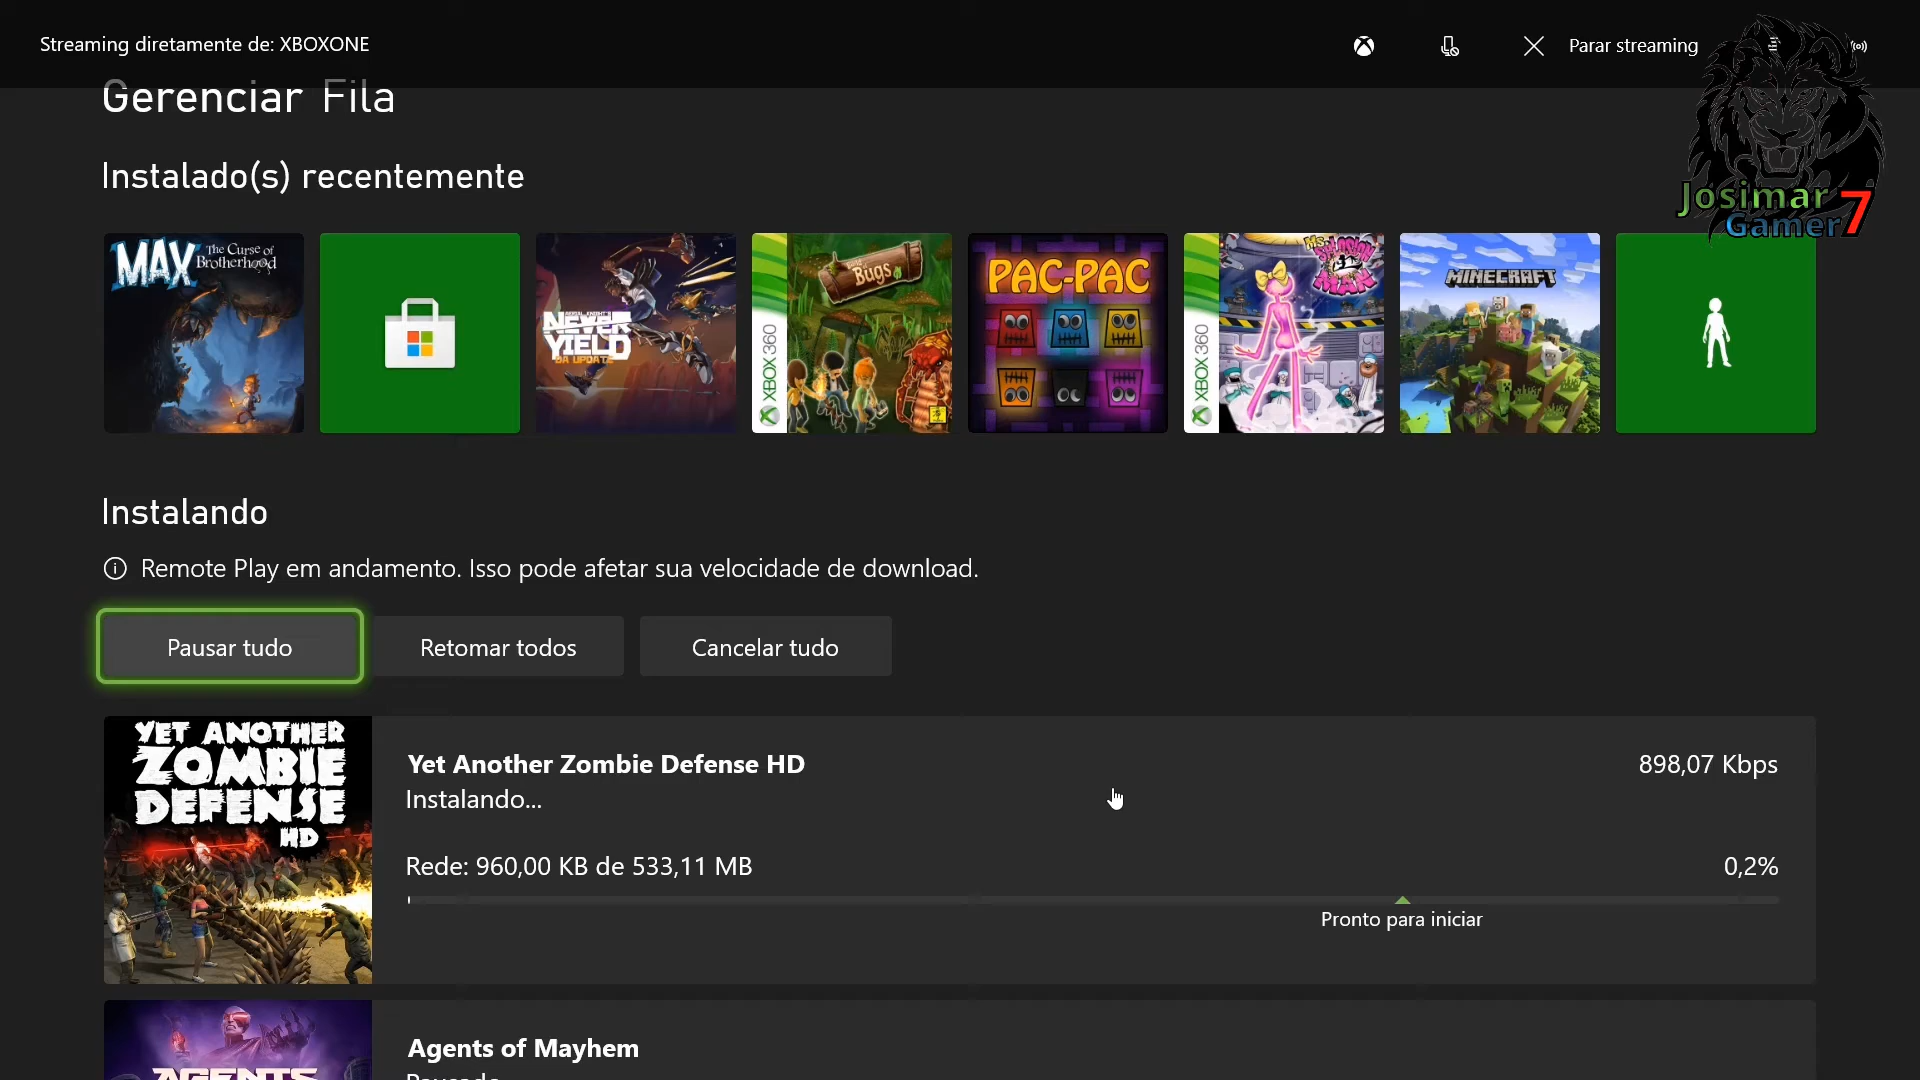 Streaming diretamente de: XBOXONE
Parar streaming
Gerenciar Fila
Josimar
Gamer 7
Instalado(s) recentemente
MAX The Curse of
Brotherhood
NEVER
YIELD
Bugs
XBOX 360
PAC-PAC
Ms.
'Splosion
Man
XBOX 360
MINECRAFT
Instalando
Remote Play em andamento. Isso pode afetar sua velocidade de download.
Pausar tudo
Retomar todos
Cancelar tudo
YET ANOTHER
ZOMBIE
DEFENSE
HD
Yet Another Zombie Defense HD
898,07 Kbps
Instalando...
Rede: 960,00 KB de 533,11 MB
0,2%
Pronto para iniciar
AGENTS
Agents of Mayhem